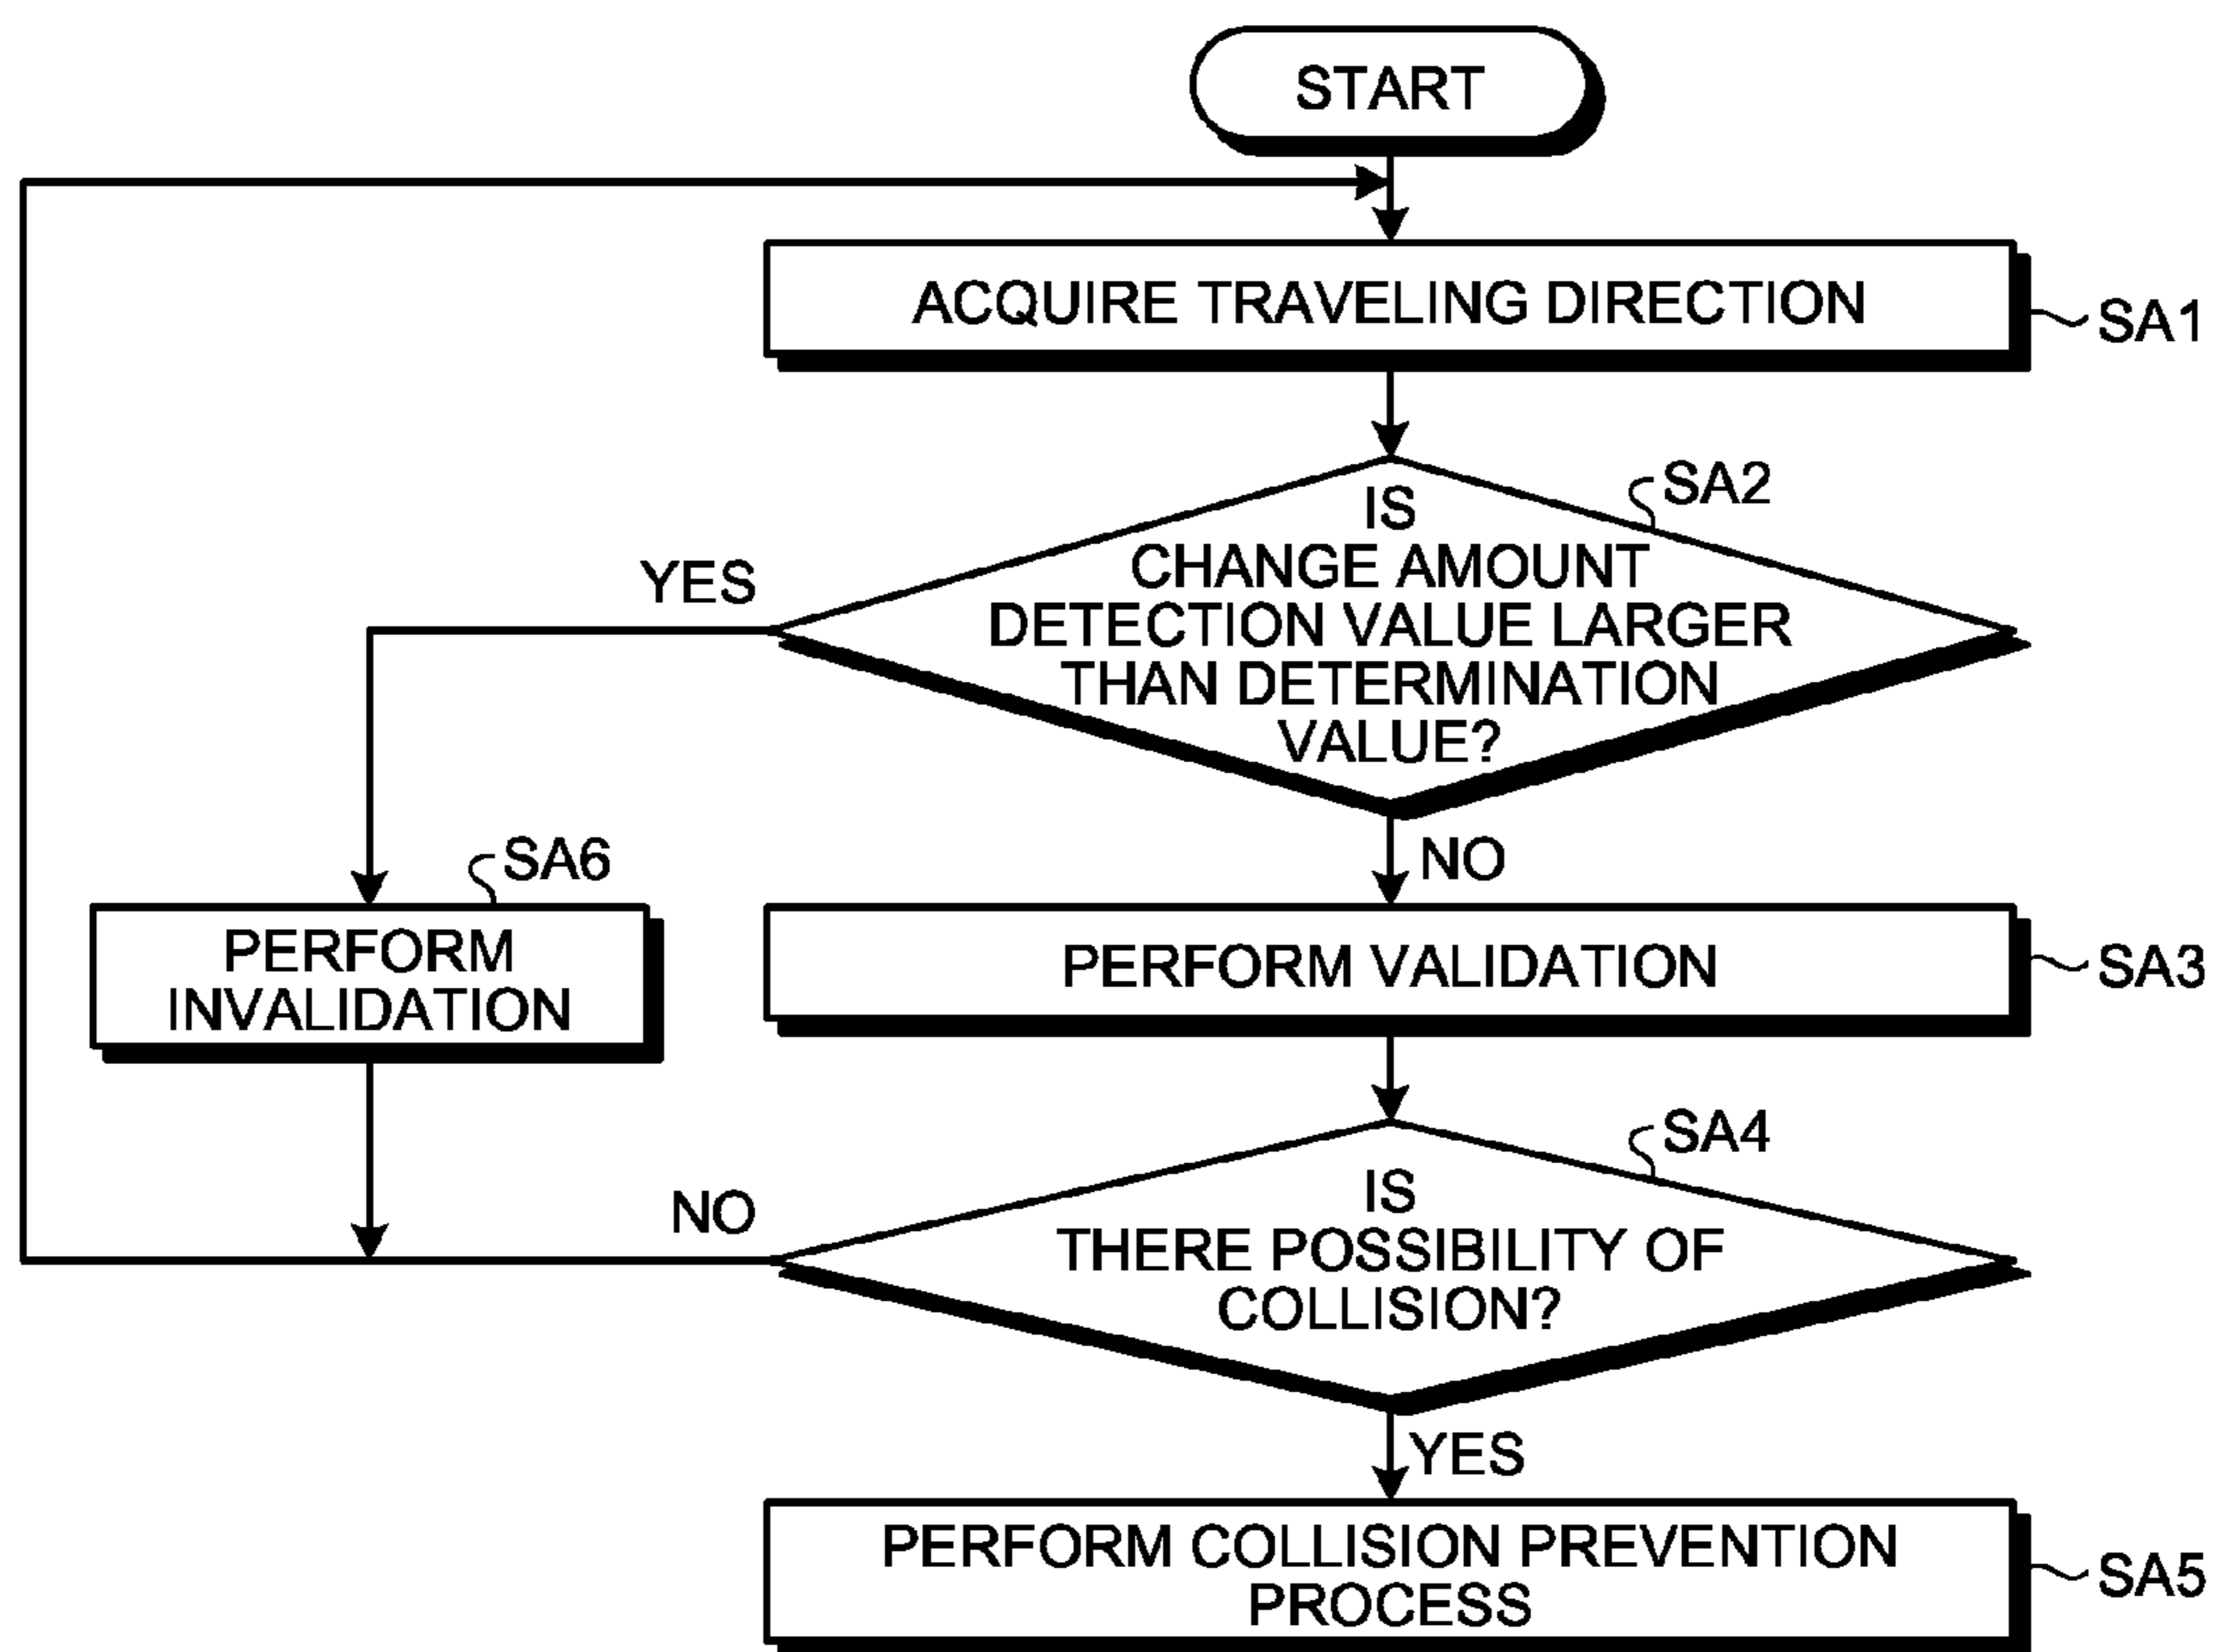 START
ACQUIRE TRAVELING DIRECTION
SA1
SA2
IS
CHANGE AMOUNT
DETECTION VALUE LARGER
THAN DETERMINATION
VALUE?
YES
NO
SA6
PERFORM
INVALIDATION
PERFORM VALIDATION
SA3
SA4
IS
THERE POSSIBILITY OF
COLLISION?
NO
YES
PERFORM COLLISION PREVENTION
PROCESS
SA5